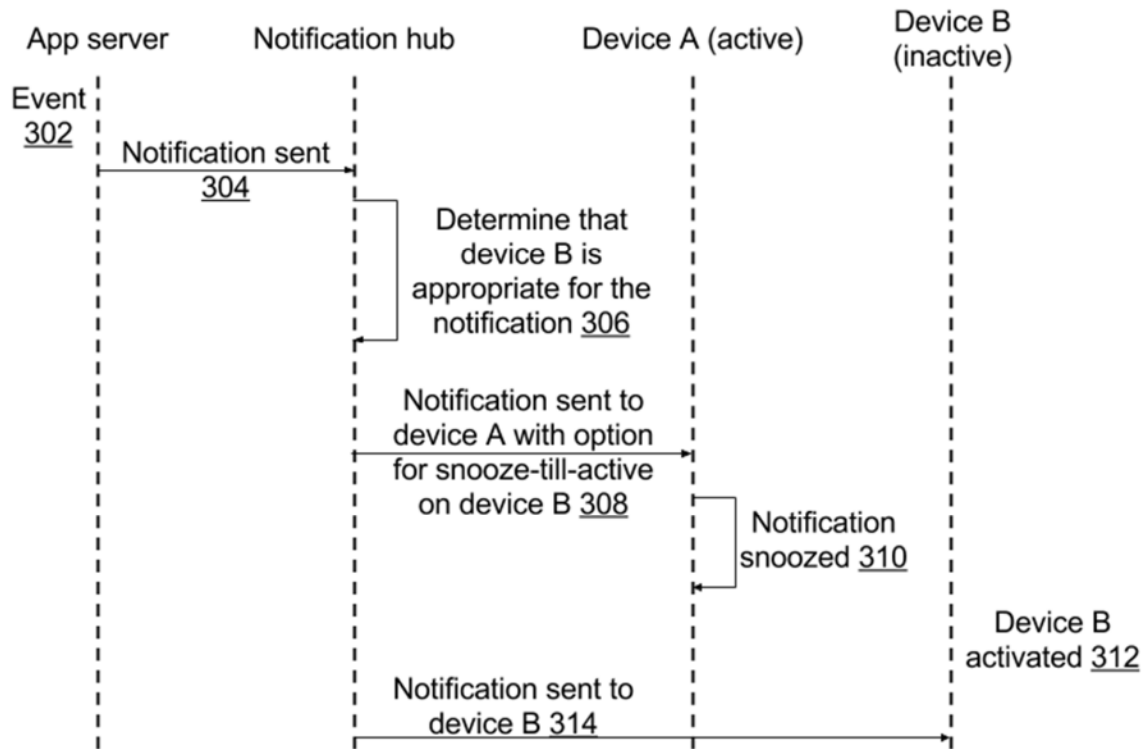 App server
Notification hub
Device A (active)
Device B
(inactive)
Event
302
Notification sent
304
Determine that
device B is
appropriate for the
notification 306
Notification sent to
device A with option
for snooze-till-active
on device B 308
Notification
snoozed 310
Device B
activated 312
Notification sent to
device B 314